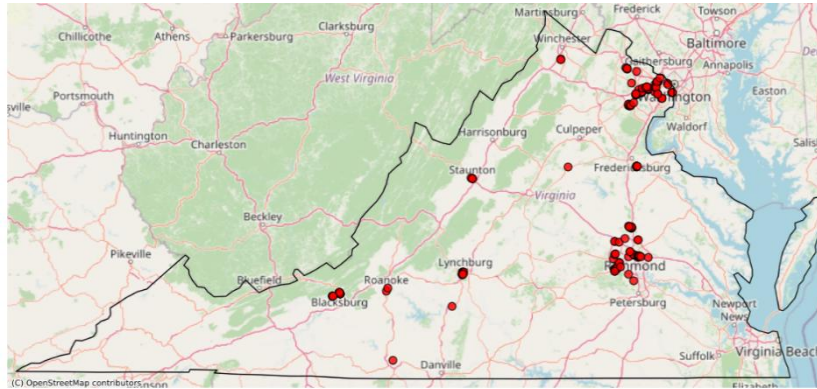 Martinsburg
Frederick
Towson
Chillicothe
Athens
Parkersburg
Clarksburg
Winchester
Baltimore
Gaithersburg
Annapolis
West Virginia
Portsmouth
Washington
Easton
Huntington
Culpeper
Waldorf
Charleston
Harrisonburg
Staunton
Fredericksburg
Virginia
Beckley
Pikeville
Bluefield
Roanoke
Lynchburg
Richmond
Blacksburg
Petersburg
Newport
News
Suffolk
Virginia Beach
Danville
(C) OpenStreetMap contributors
Elizabeth